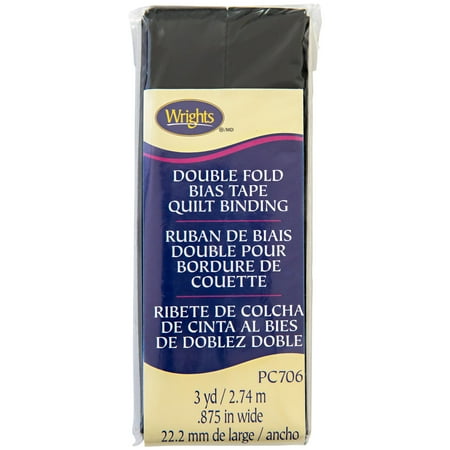 Wrights
DOUBLE FOLD
BIAS TAPE
QUILT BINDING
RUBAN DE BIAIS
DOUBLE POUR
BORDURE DE
COUETTE
RIBETE DE COLCHA
DE CINTA AL BIES
DE DOBLEZ DOBLE
PC706
3 yd / 2.74 m
.875 in wide
22.2 mm de large / ancho